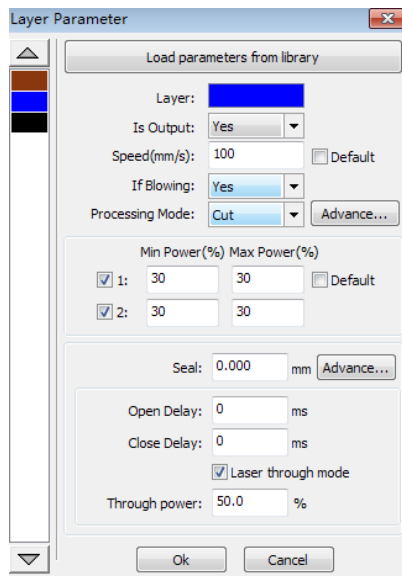 Layer Parameter
Load parameters from library
Layer:
Is Output: Yes
Speed(mm/s): 100 Default
If Blowing: Yes
Processing Mode: Cut Advance...
Min Power(%) Max Power(%)
1: 30 30 Default
2: 30 30
Seal: 0.000 mm Advance...
Open Delay: 0 ms
Close Delay: 0 ms
Laser through mode
Through power: 50.0 %
Ok Cancel